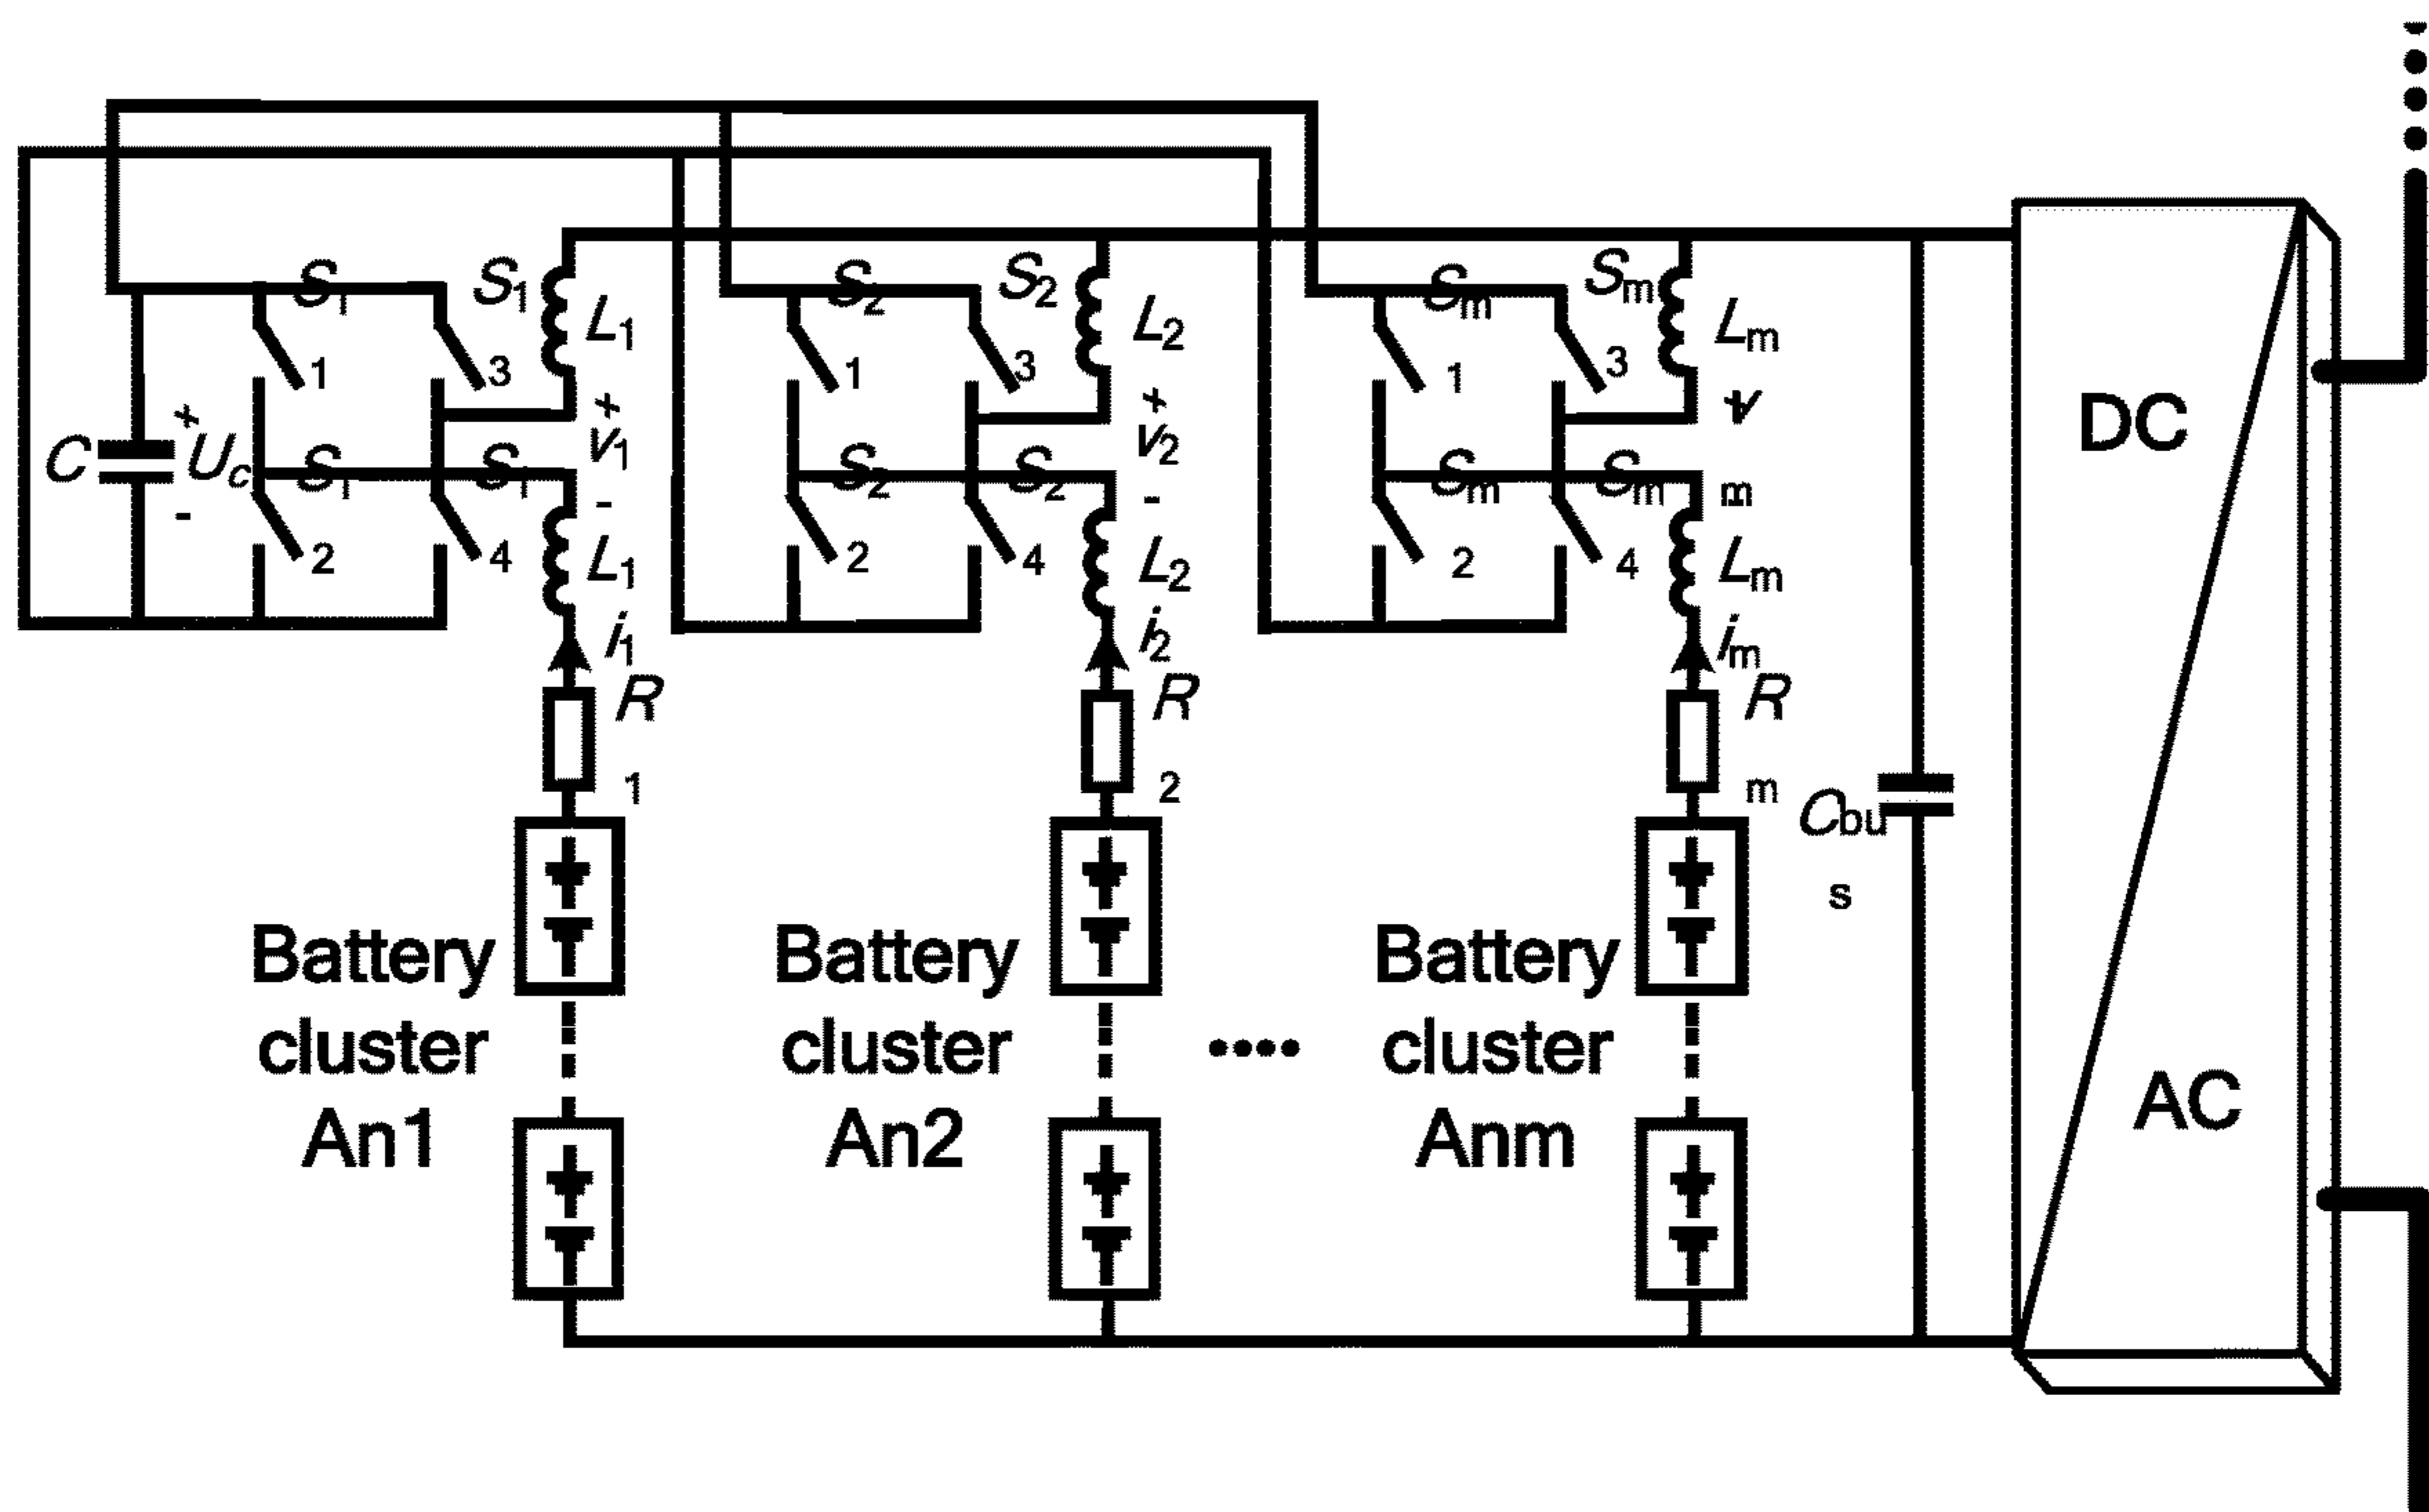 S1
1
S1
3
L1
+
v1
-
C
+
Uc
-
S1
2
S1
4
L1
i1
R
1
S2
1
S2
3
L2
+
v2
-
S2
2
S2
4
L2
i2
R
2
Sm
1
Sm
3
Lm
+
v
m
-
Sm
2
Sm
4
Lm
im
R
m
Cbu
s
DC
AC
Battery
cluster
An1
Battery
cluster
An2
••••
Battery
cluster
Anm